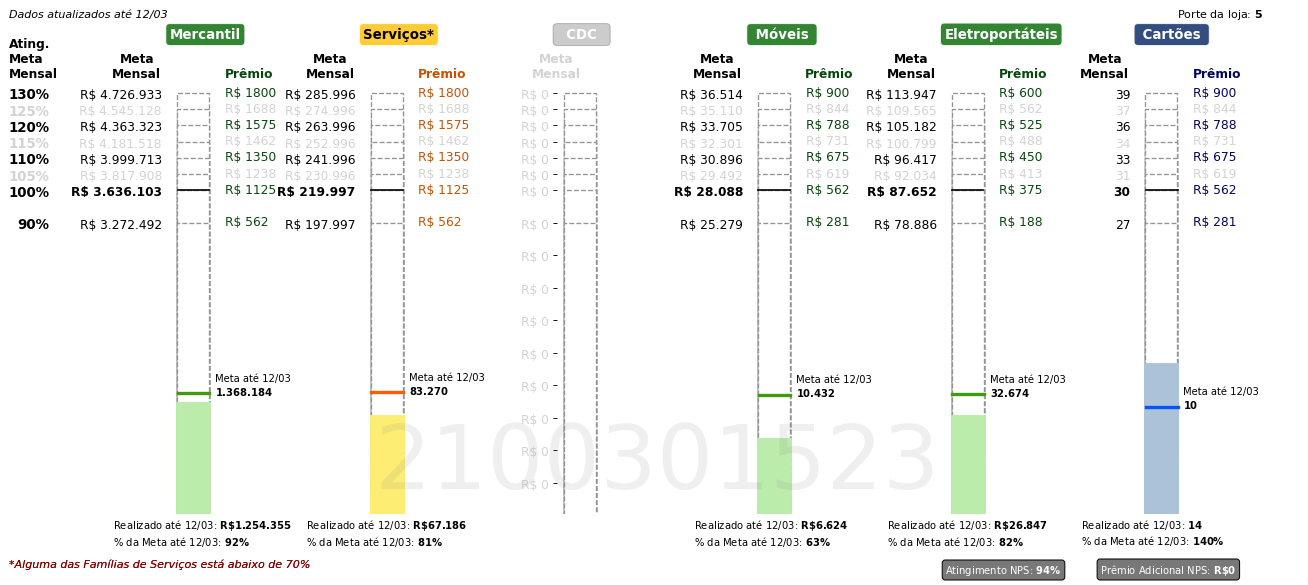 Dados atualizados até 12/03
Porte da loja: 5
Mercantil Serviços* CDC Móveis Eletroportáteis Cartões
Ating. Meta Mensal
Meta Mensal Prêmio Meta Mensal Prêmio Meta Mensal Meta Mensal Prêmio Meta Mensal Prêmio Meta Mensal Prêmio
130% R$ 4.726.933 R$ 1800 R$ 285.996 R$ 1800 R$ 0 R$ 36.514 R$ 900 R$ 113.947 R$ 600 39 R$ 900
125% R$ 4.545.128 R$ 1688 R$ 274.996 R$ 1688 R$ 0 R$ 35.110 R$ 844 R$ 109.565 R$ 562 37 R$ 844
120% R$ 4.363.323 R$ 1575 R$ 263.996 R$ 1575 R$ 0 R$ 33.705 R$ 788 R$ 105.182 R$ 525 36 R$ 788
115% R$ 4.181.518 R$ 1462 R$ 252.996 R$ 1462 R$ 0 R$ 32.301 R$ 731 R$ 100.799 R$ 488 34 R$ 731
110% R$ 3.999.713 R$ 1350 R$ 241.996 R$ 1350 R$ 0 R$ 30.896 R$ 675 R$ 96.417 R$ 450 33 R$ 675
105% R$ 3.817.908 R$ 1238 R$ 230.996 R$ 1238 R$ 0 R$ 29.492 R$ 619 R$ 92.034 R$ 413 31 R$ 619
100% R$ 3.636.103 R$ 1125 R$ 219.997 R$ 1125 R$ 0 R$ 28.088 R$ 562 R$ 87.652 R$ 375 30 R$ 562
90% R$ 3.272.492 R$ 562 R$ 197.997 R$ 562 R$ 0 R$ 25.279 R$ 281 R$ 78.886 R$ 188 27 R$ 281
R$ 0
R$ 0
R$ 0
R$ 0
R$ 0
R$ 0
R$ 0
R$ 0
Meta até 12/03 Meta até 12/03 Meta até 12/03 Meta até 12/03 Meta até 12/03
1.368.184 83.270 10.432 32.674 10
2100301523
Realizado até 12/03: R$1.254.355 Realizado até 12/03: R$67.186 Realizado até 12/03: R$6.624 Realizado até 12/03: R$26.847 Realizado até 12/03: 14
% da Meta até 12/03: 92% % da Meta até 12/03: 81% % da Meta até 12/03: 63% % da Meta até 12/03: 82% % da Meta até 12/03: 140%
*Alguma das Famílias de Serviços está abaixo de 70%
Atingimento NPS: 94% Prêmio Adicional NPS: R$0